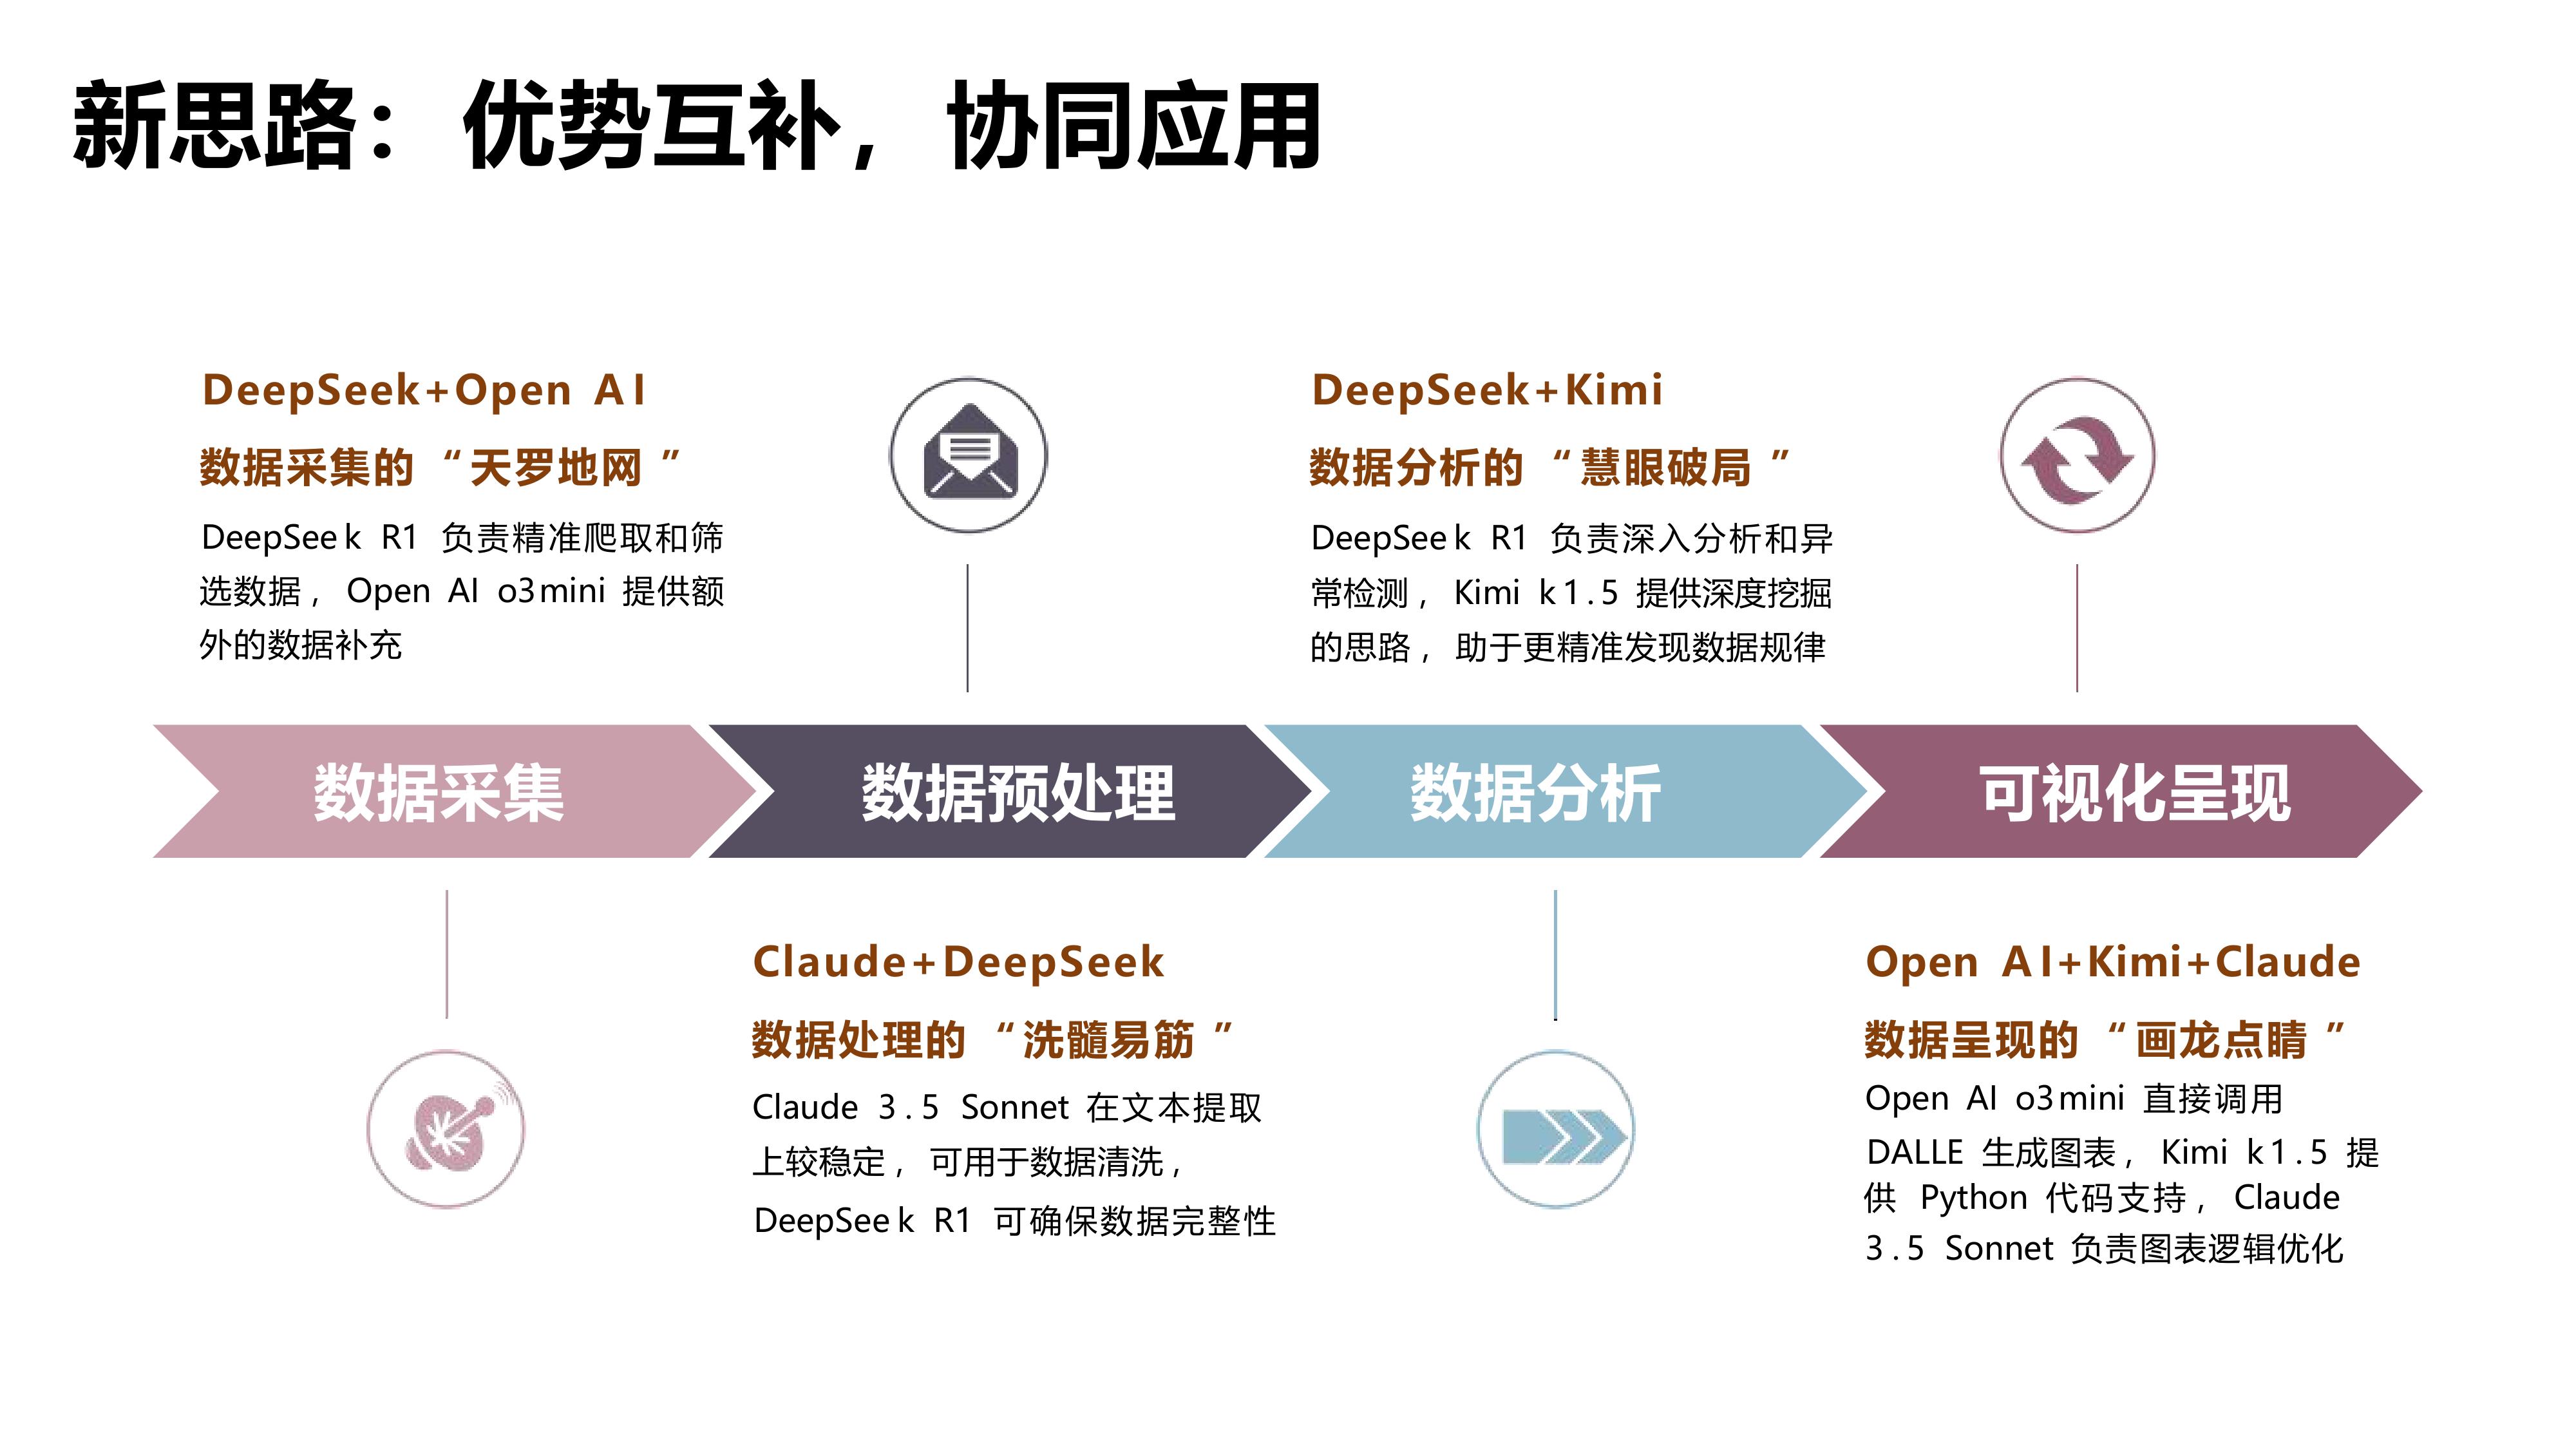 新思路：优势互补，协同应用
DeepSeek+Open AI
数据采集的“天罗地网”
DeepSeek R1 负责精准爬取和筛
选数据，Open AI o3mini 提供额
外的数据补充
DeepSeek+Kimi
数据分析的“慧眼破局”
DeepSeek R1 负责深入分析和异
常检测，Kimi k1.5 提供深度挖掘
的思路，助于更精准发现数据规律
数据采集
数据预处理
数据分析
可视化呈现
Claude+DeepSeek
数据处理的“洗髓易筋”
Claude 3.5 Sonnet 在文本提取
上较稳定，可用于数据清洗，
DeepSeek R1 可确保数据完整性
Open AI+Kimi+Claude
数据呈现的“画龙点睛”
Open AI o3mini 直接调用
DALLE 生成图表，Kimi k1.5 提
供 Python 代码支持，Claude
3.5 Sonnet 负责图表逻辑优化